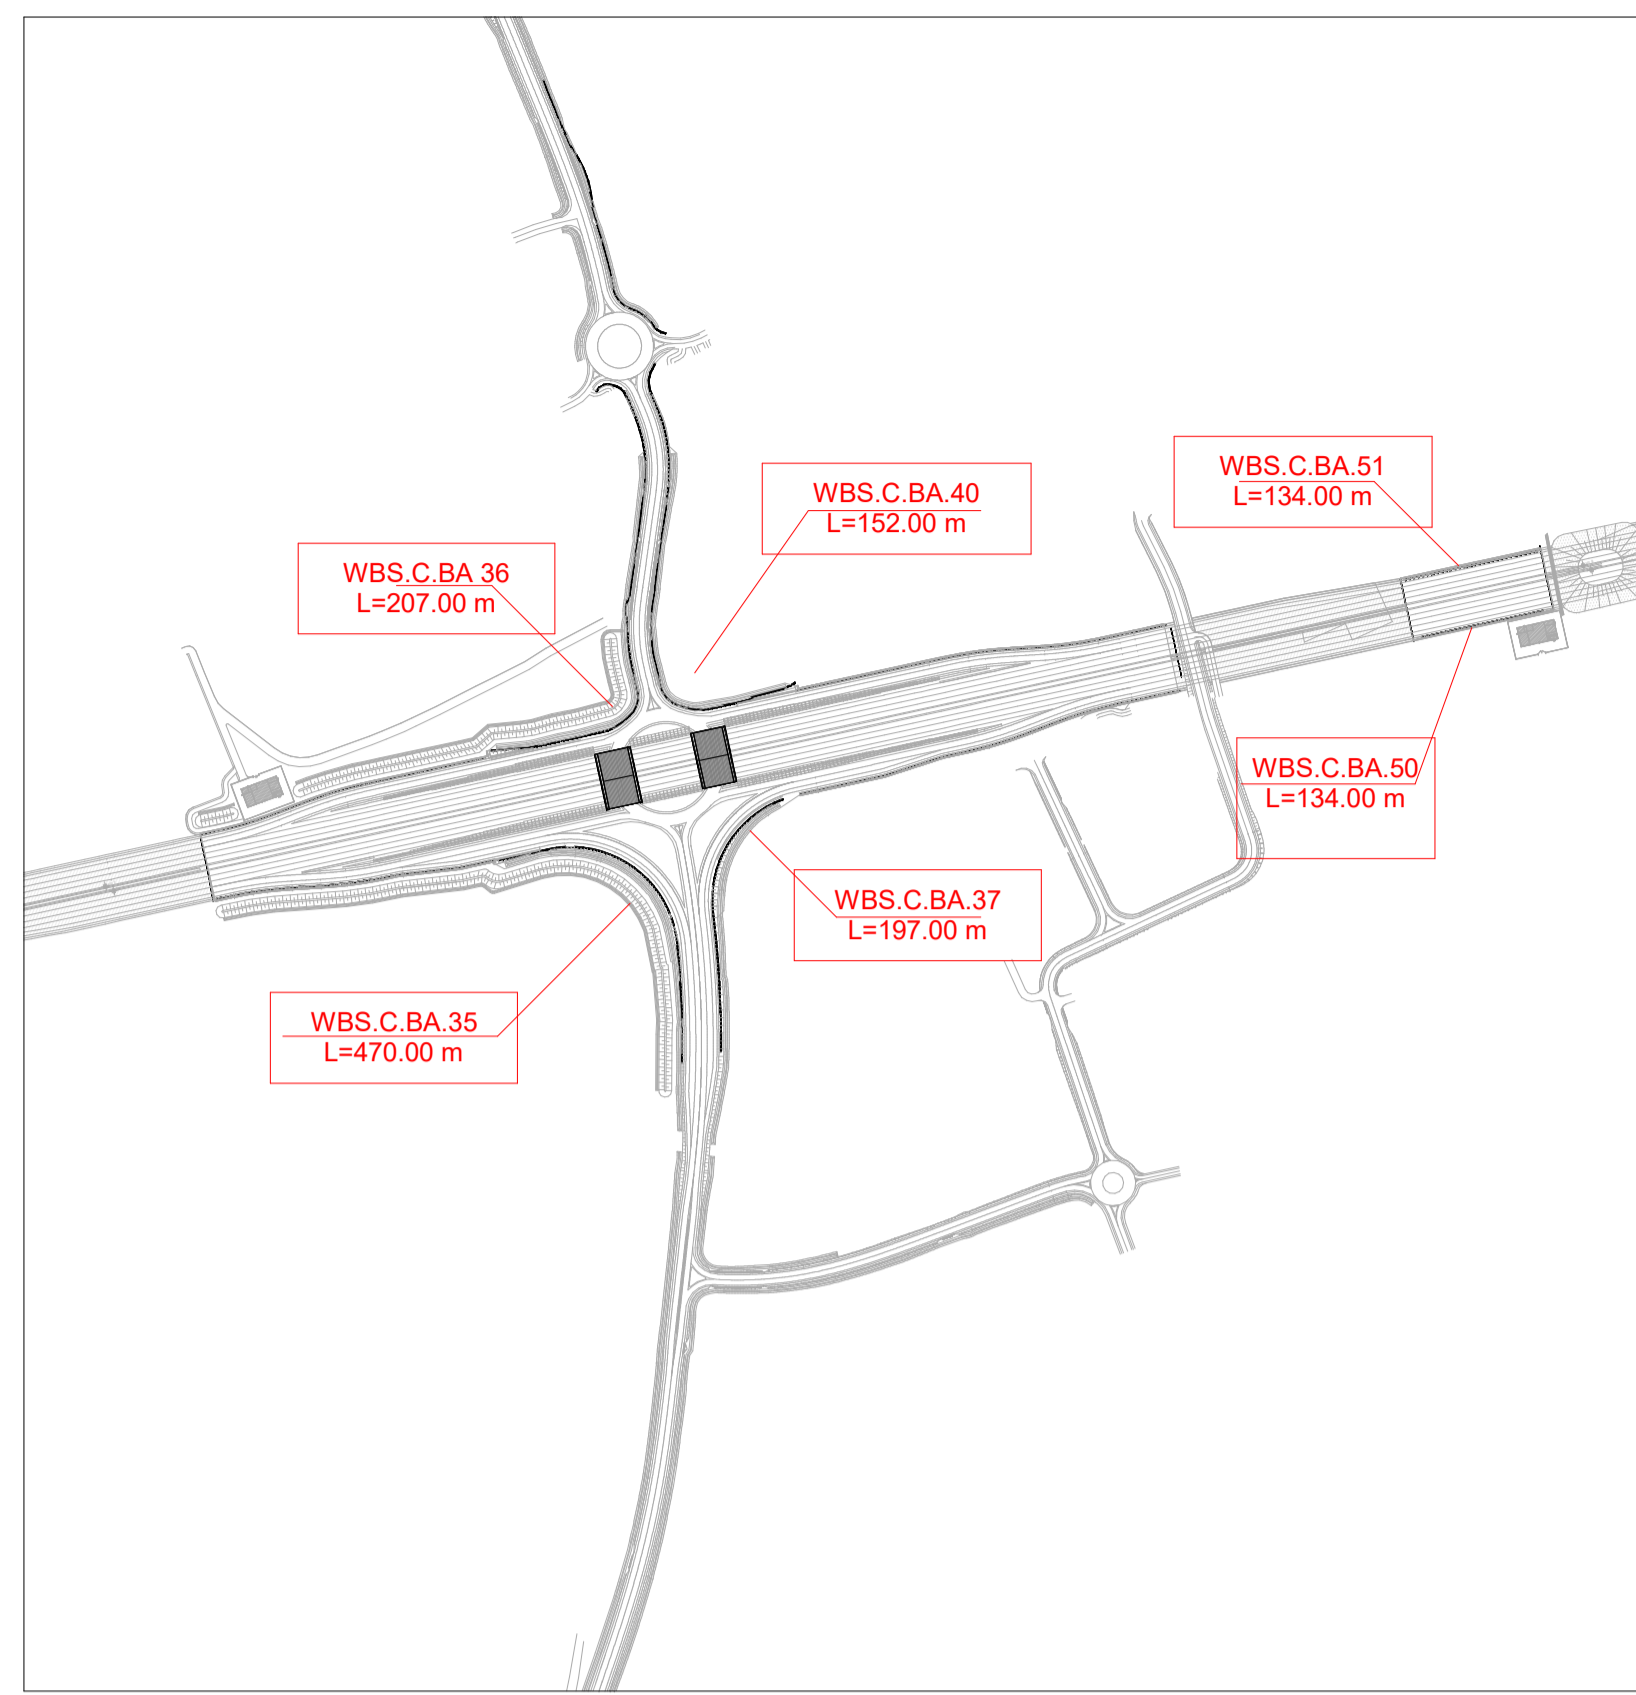 WBS.C.BA.51
L=134.00 m
WBS.C.BA.40
L=152.00 m
WBS.C.BA 36
L=207.00 m
WBS.C.BA.50
L=134.00 m
WBS.C.BA.37
L=197.00 m
WBS.C.BA.35
L=470.00 m